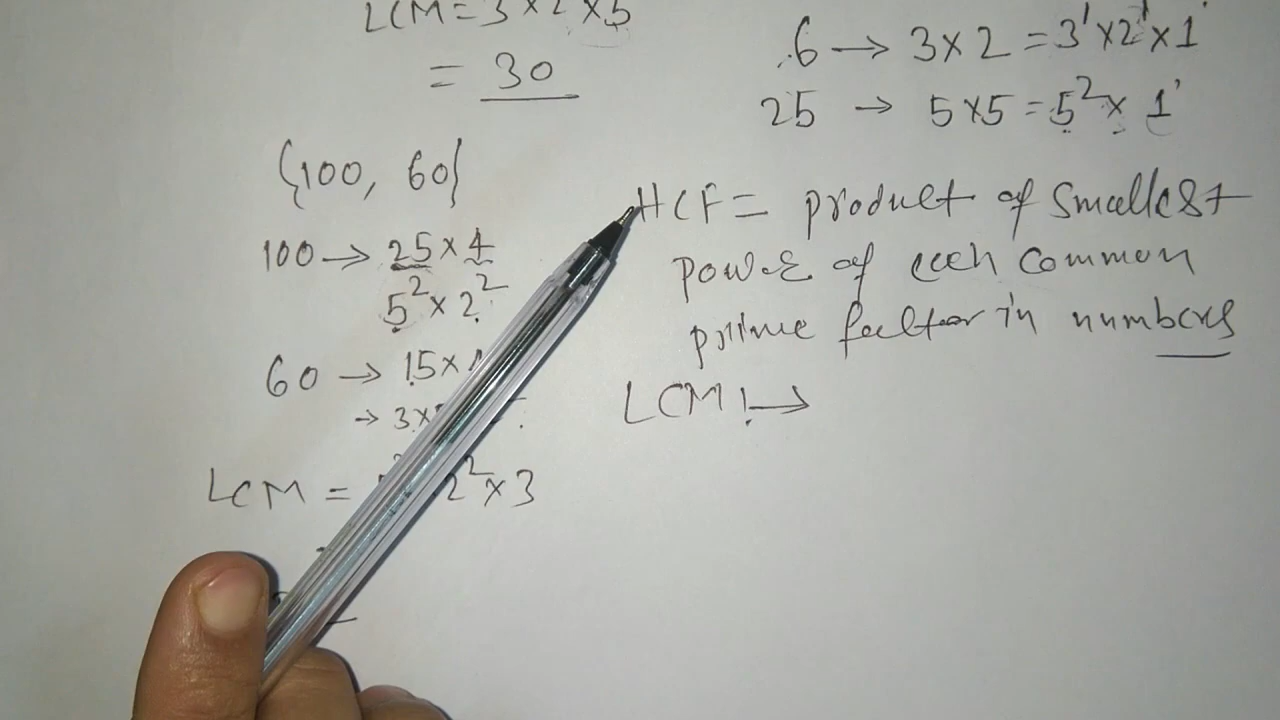 LCM = 3 × 2 × 5
= 30
{100, 60}
100 → 25 × 4
5² × 2²
60 → 15 ×
→ 3 ×
LCM = 2² × 3
6 → 3 × 2 = 3¹ × 2¹ × 1¹
25 → 5 × 5 = 5² × 1¹
HCF = product of smallest
power of each common
prime factor in numbers
LCM →